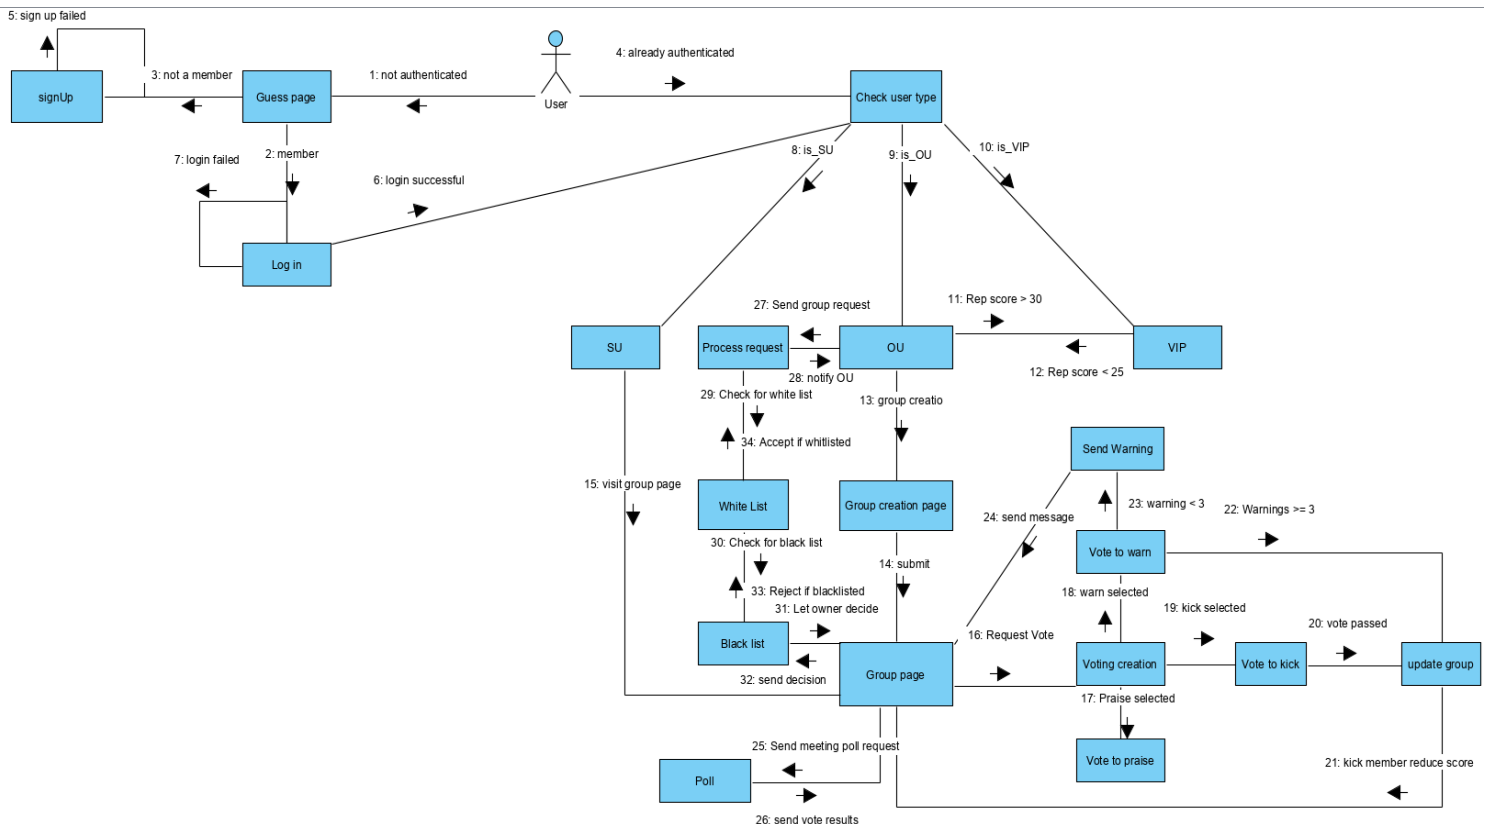 5: sign up failed
4: already authenticated
3: not a member
1: not authenticated
signUp
Guess page
User
Check user type
7: login failed
2: member
8: is_SU
9: is_OU
10: is_VIP
6: login successful
Log in
27: Send group request
11: Rep score > 30
SU
Process request
OU
VIP
28: notify OU
12: Rep score < 25
29: Check for white list
13: group creatio
34: Accept if whitlisted
Send Warning
15: visit group page
White List
Group creation page
24: send message
23: warning < 3
22: Warnings >= 3
30: Check for black list
Vote to warn
14: submit
33: Reject if blacklisted
18: warn selected
31: Let owner decide
19: kick selected
16: Request Vote
20: vote passed
Black list
Group page
Voting creation
Vote to kick
update group
32: send decision
17: Praise selected
25: Send meeting poll request
Vote to praise
21: kick member reduce score
Poll
26: send vote results